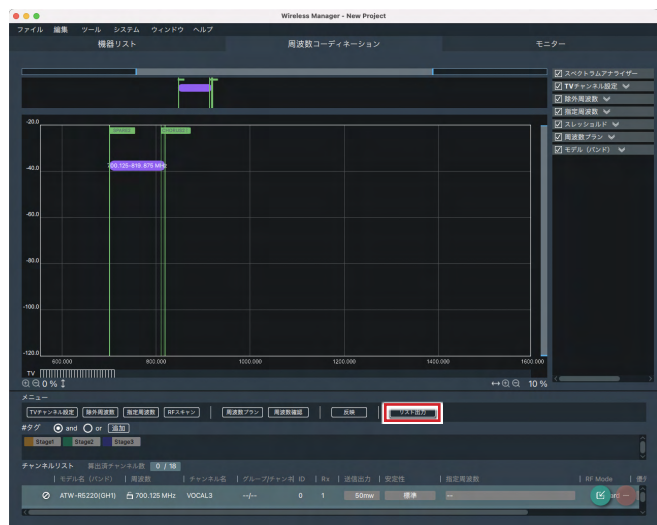 Wireless Manager - New Project
ファイル 編集 ツール システム ウィンドウ ヘルプ
機器リスト 周波数コーディネーション モニター
スペクトラムアナライザー
TVチャンネル設定
除外周波数
指定周波数
スレッショルド
周波数プラン
モデル (バンド)
-20.0
00.125-819.875 MHz
-40.0
-60.0
-80.0
-100.0
-120.0
600.000 800.000 1000.000 1200.000 1400.000 1600.000
TV
0 % 10 %
メニュー
TVチャンネル設定 除外周波数 指定周波数 RFスキャン 周波数プラン 周波数確認 反映 リスト出力
#タグ and or 追加
Stage1 Stage2 Stage3
チャンネルリスト 算出済チャンネル数 0 / 18
モデル名 (バンド) 周波数 チャンネル名 グループ/チャンネ ID Rx 送信出力 安定性 指定周波数 RF Mode
ATW-R5220(GH1) 700.125 MHz VOCAL3 --/-- 0 1 50mw 標準 --